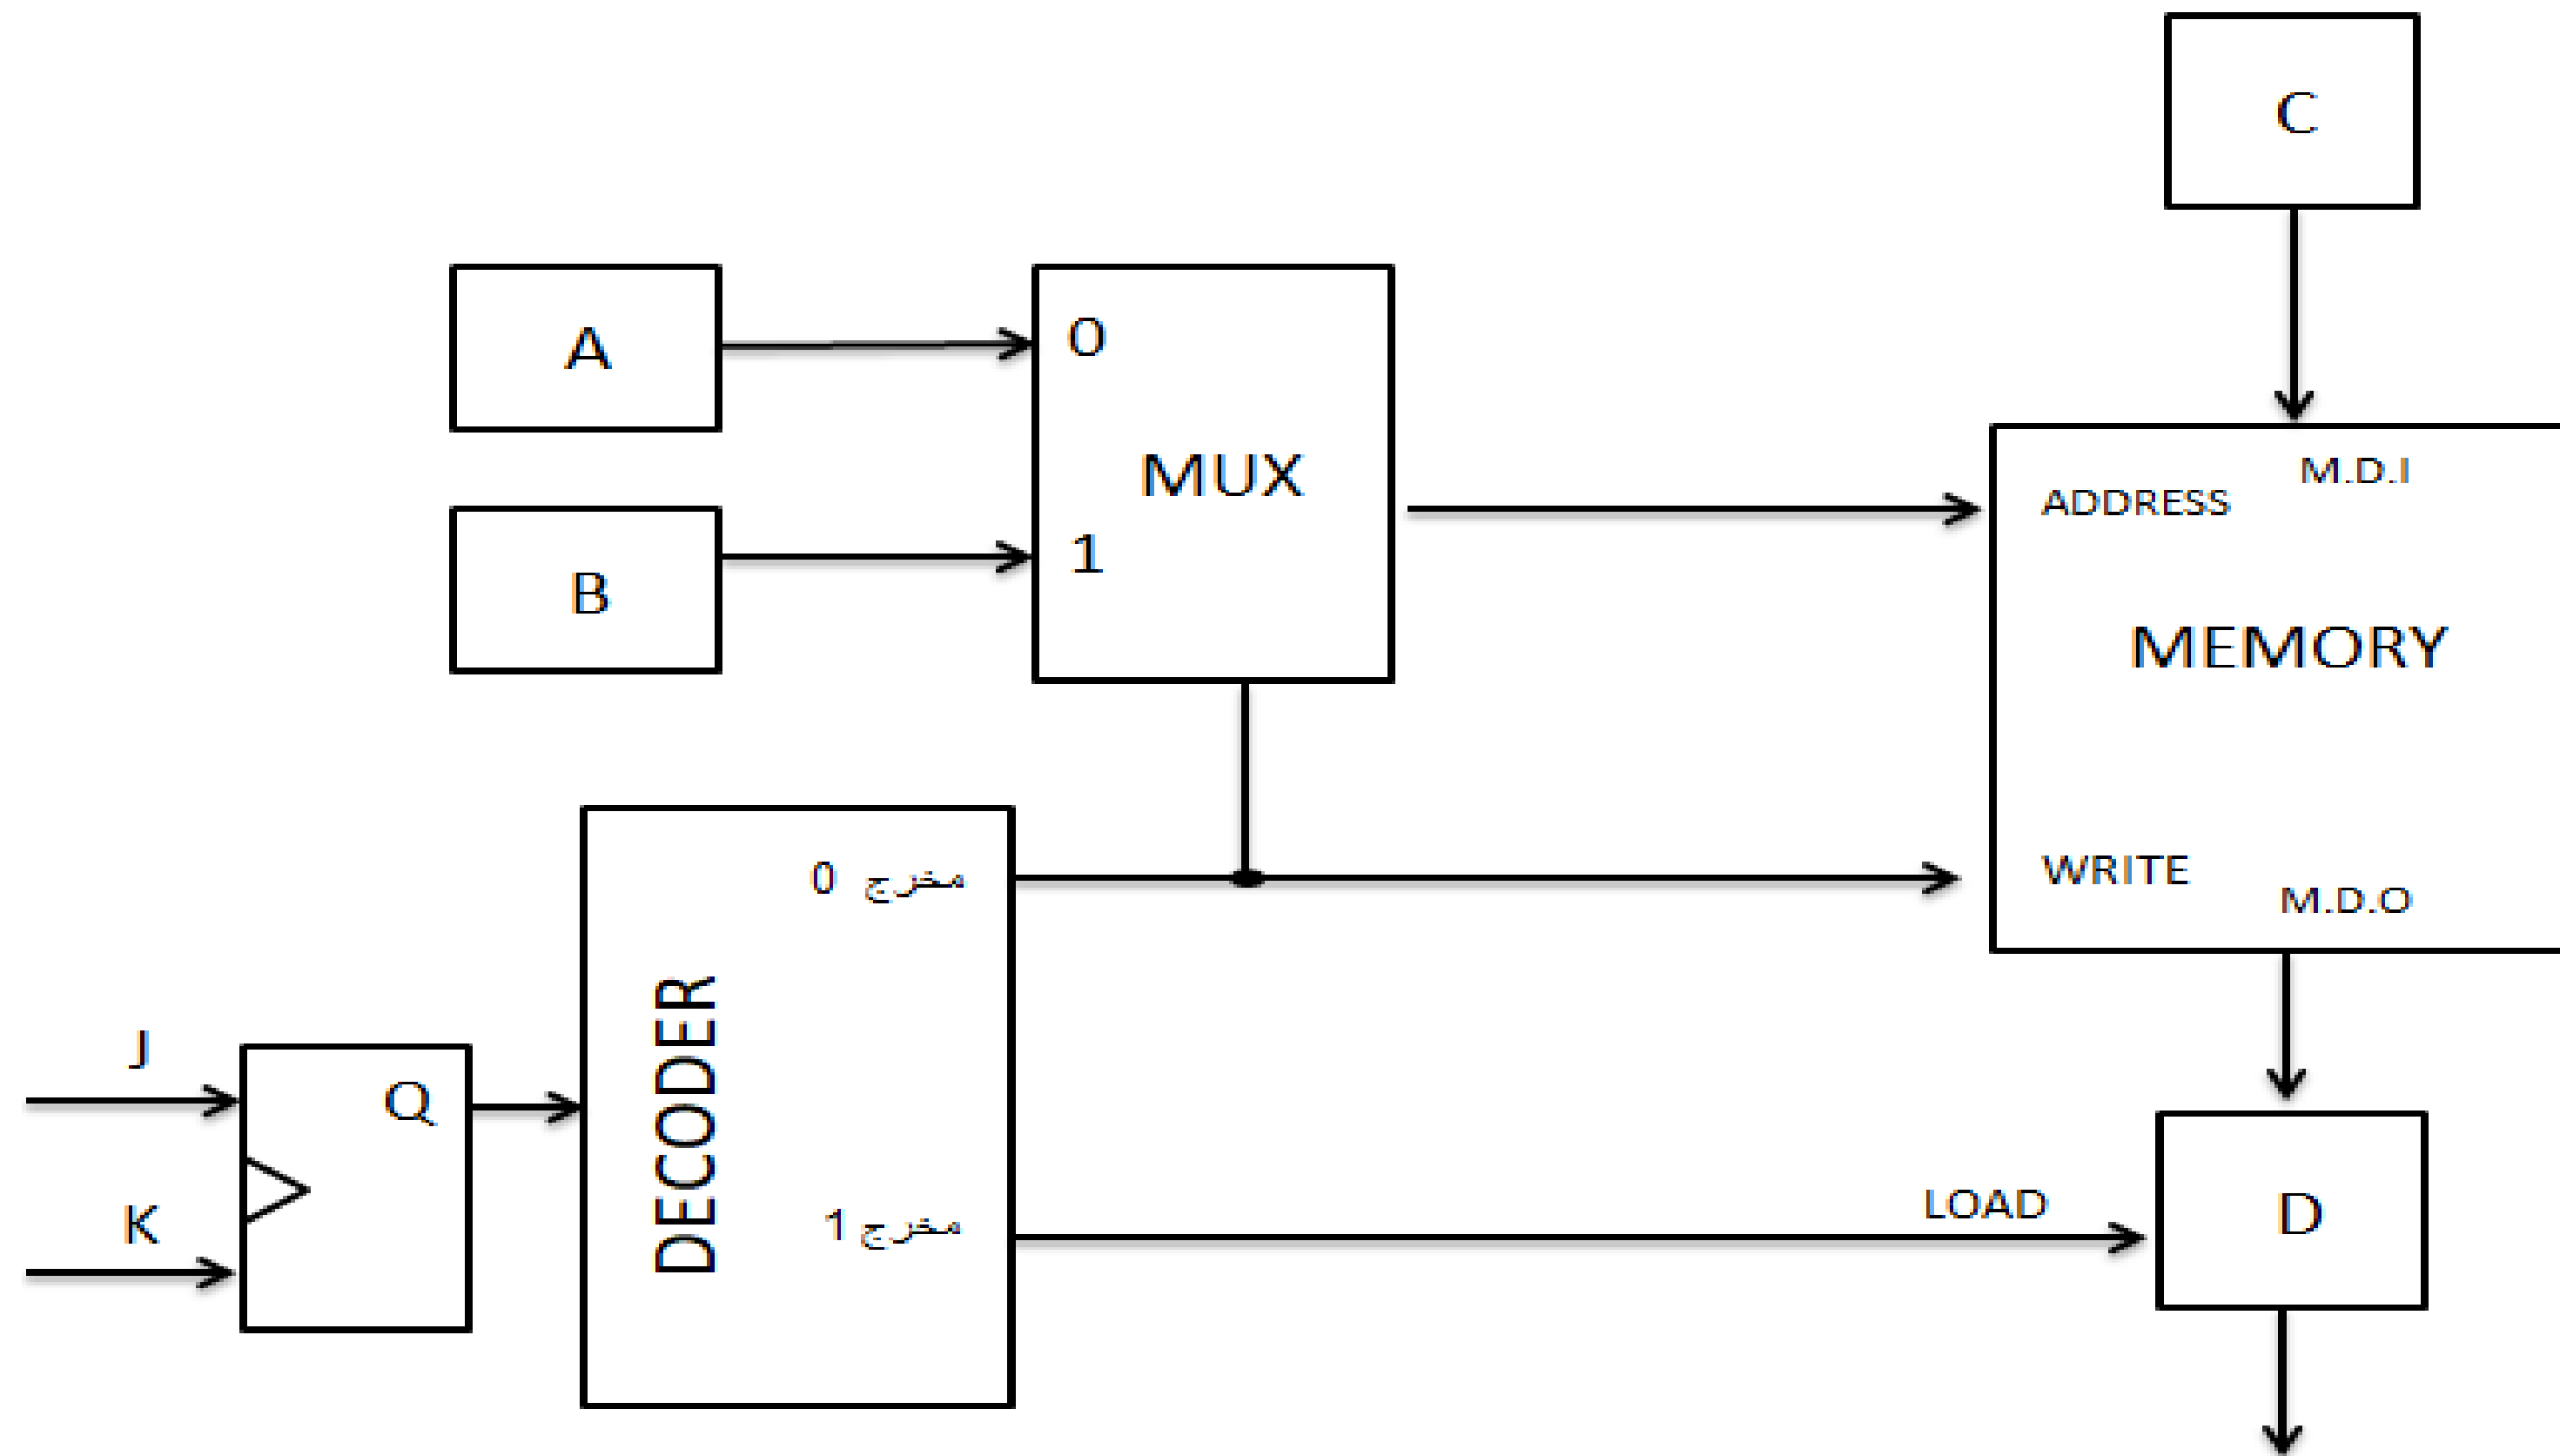 C
A
0
MUX
1
B
M.D.I
ADDRESS
MEMORY
WRITE
M.D.O
مخرج 0
DECODER
مخرج 1
J
Q
K
LOAD
D